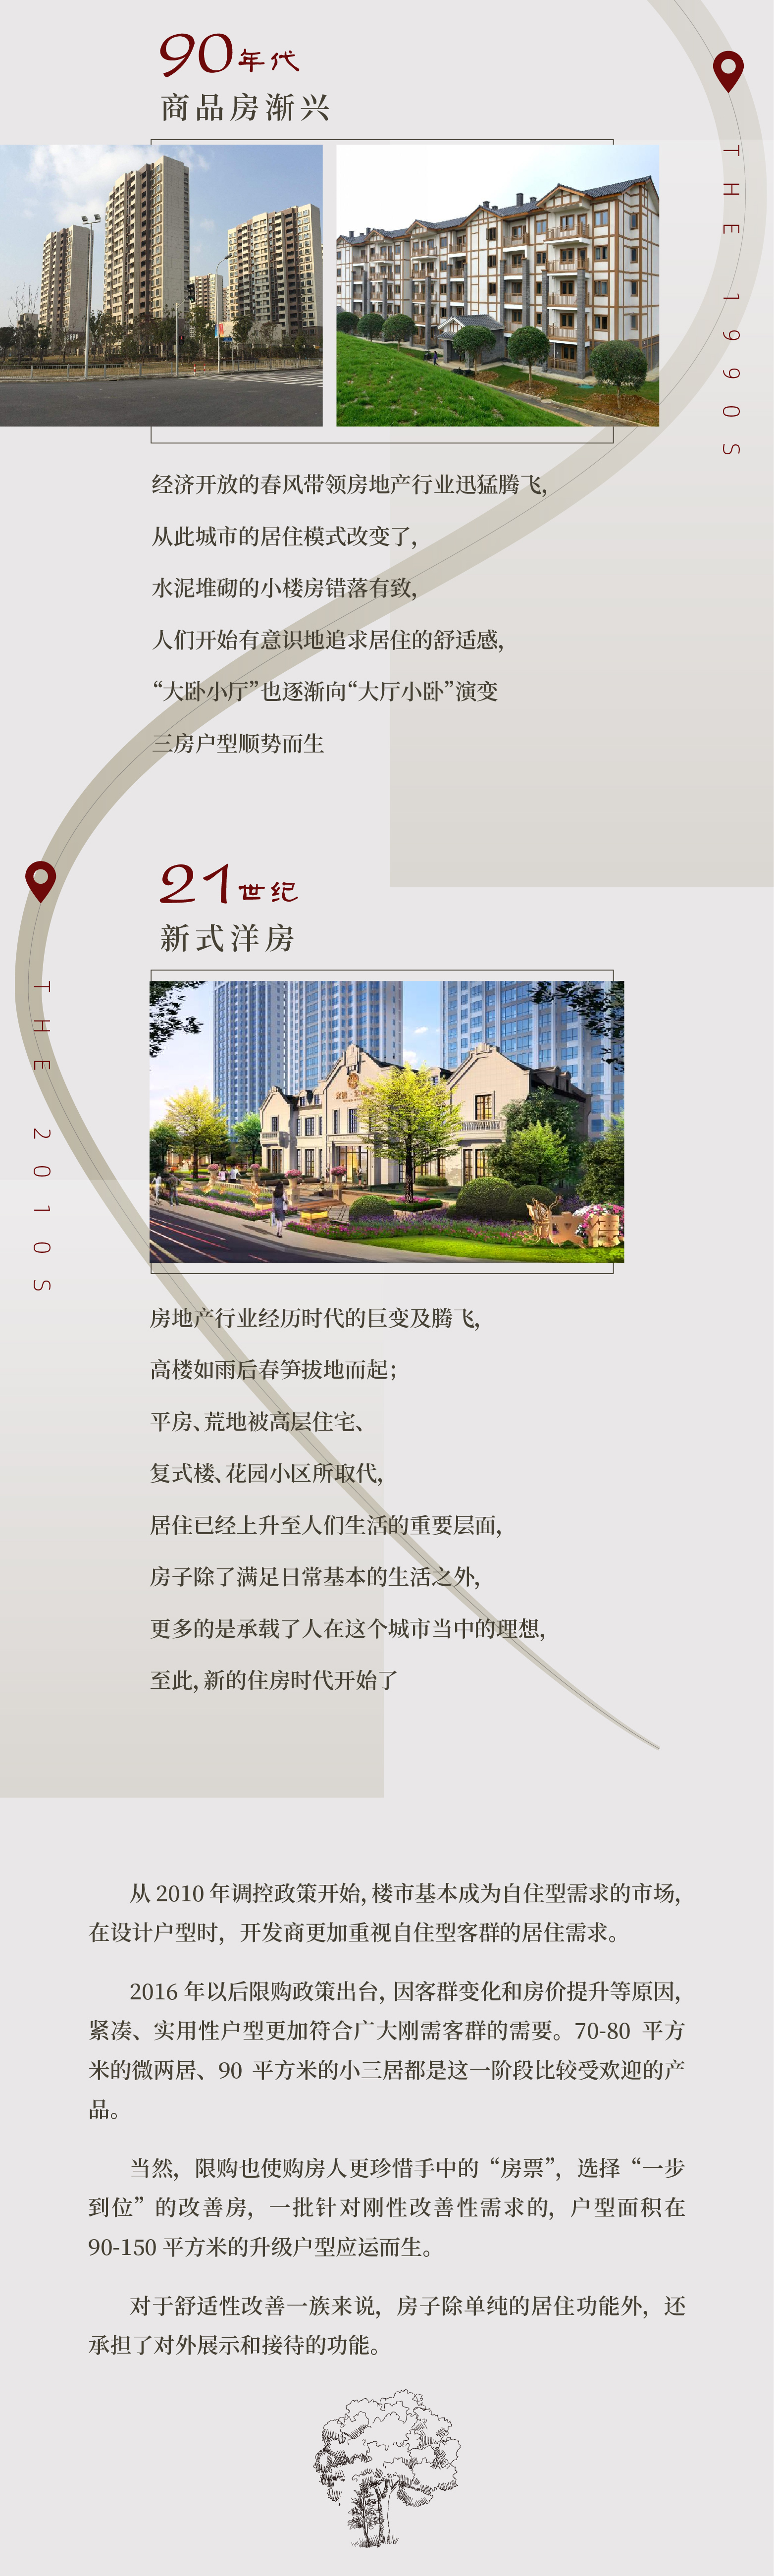 90年代
商品房渐兴
THE 1990S
经济开放的春风带领房地产行业迅猛腾飞,
从此城市的居住模式改变了,
水泥堆砌的小楼房错落有致,
人们开始有意识地追求居住的舒适感,
“大卧小厅”也逐渐向“大厅小卧”演变
三房户型顺势而生
21世纪
新式洋房
THE 2010S
房地产行业经历时代的巨变及腾飞,
高楼如雨后春笋拔地而起;
平房、荒地被高层住宅、
复式楼、花园小区所取代,
居住已经上升至人们生活的重要层面,
房子除了满足日常基本的生活之外,
更多的是承载了人在这个城市当中的理想,
至此, 新的住房时代开始了
从 2010 年调控政策开始, 楼市基本成为自住型需求的市场,
在设计户型时, 开发商更加重视自住型客群的居住需求。
2016 年以后限购政策出台, 因客群变化和房价提升等原因,
紧凑、实用性户型更加符合广大刚需客群的需要。70-80 平方
米的微两居、90 平方米的小三居都是这一阶段比较受欢迎的产
品。
当然, 限购也使购房人更珍惜手中的“房票”, 选择“一步
到位”的改善房, 一批针对刚性改善性需求的, 户型面积在
90-150 平方米的升级户型应运而生。
对于舒适性改善一族来说, 房子除单纯的居住功能外, 还
承担了对外展示和接待的功能。